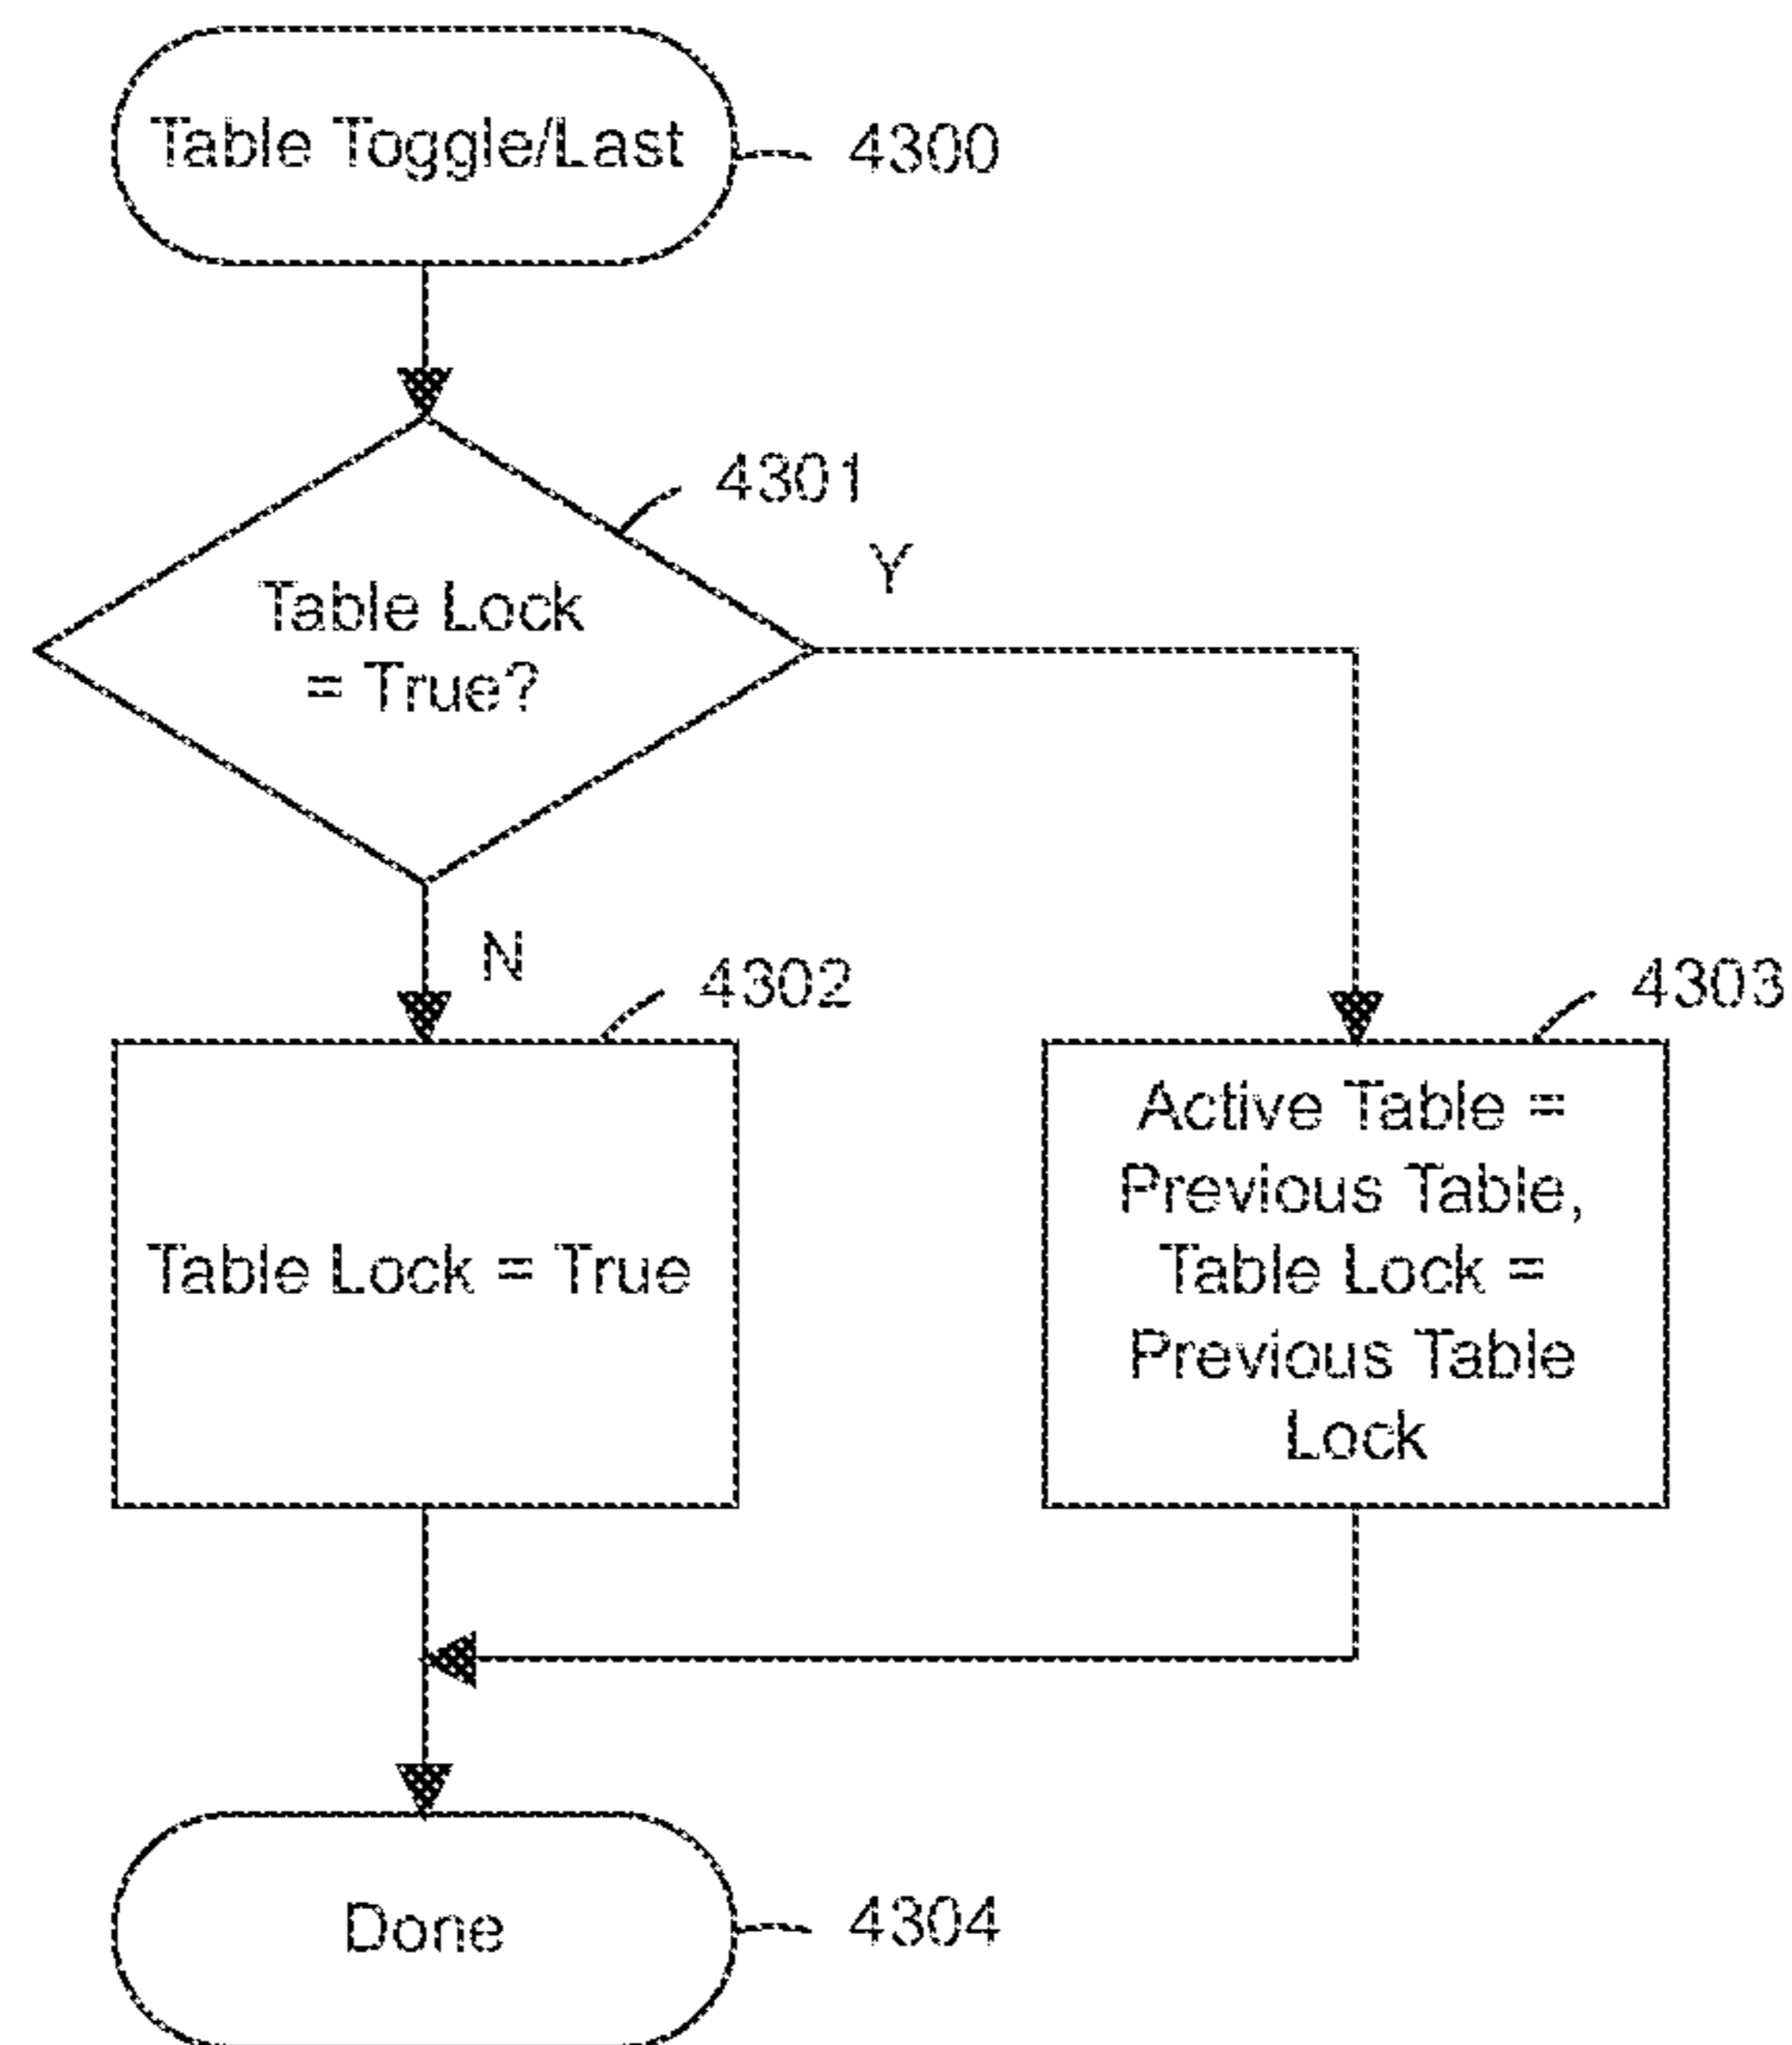 Table Toggle/Last
4300
4301
Y
Table Lock
= True?
N
4302
4303
Table Lock = True
Active Table =
Previous Table,
Table Lock =
Previous Table
Lock
Done
4304